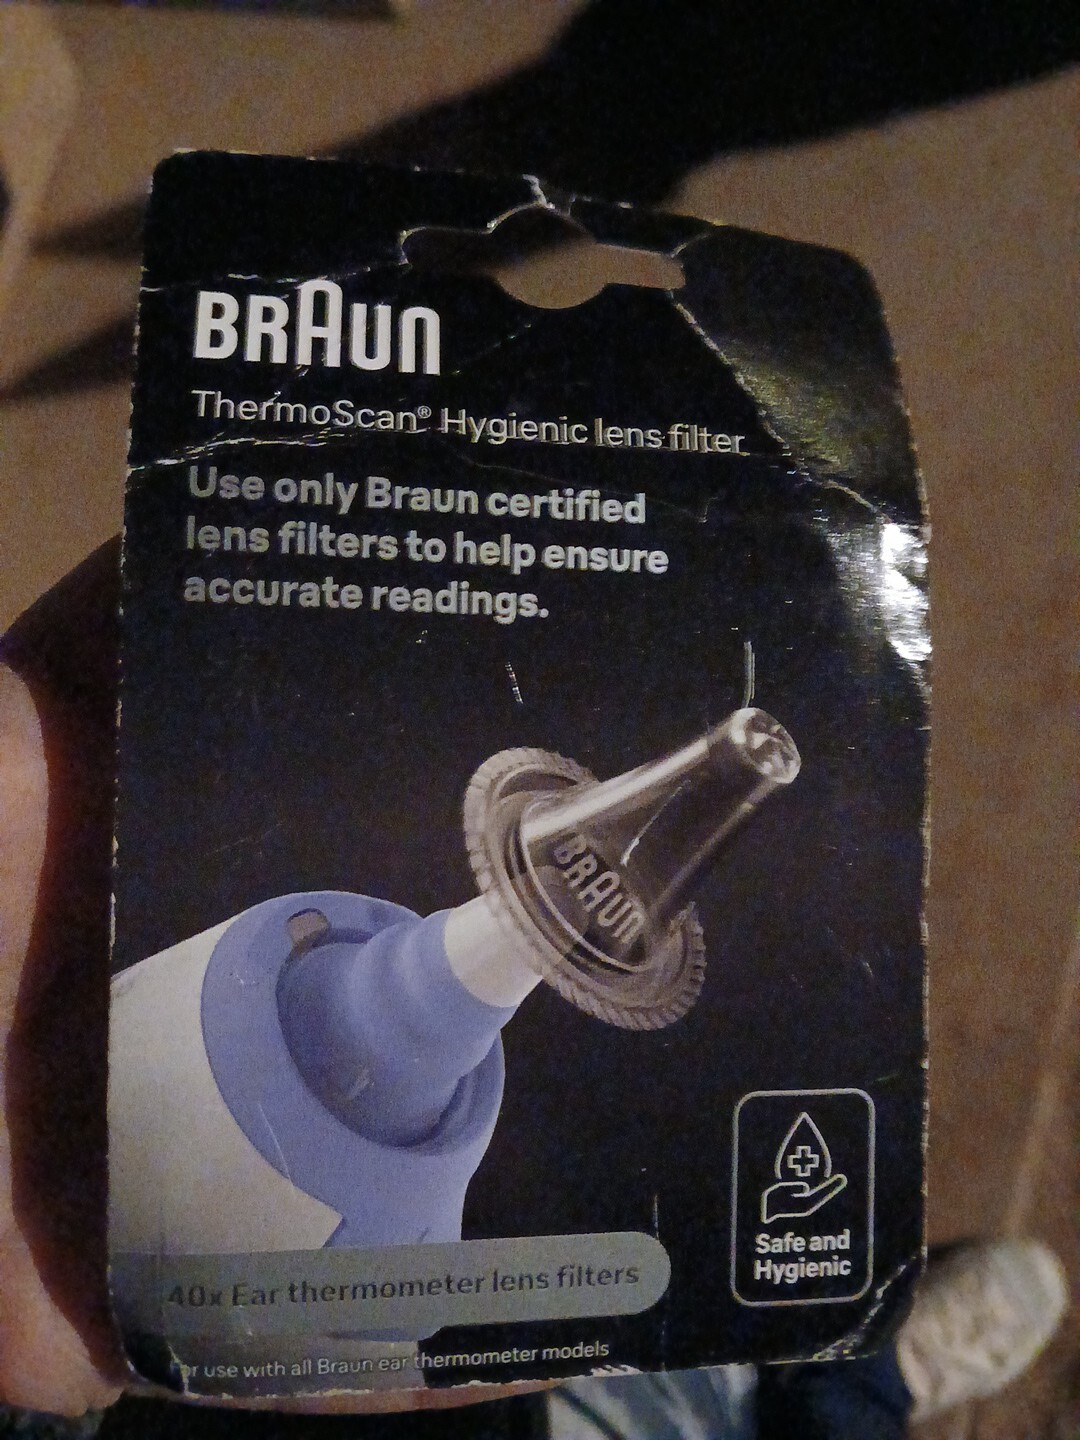 BRAUN
ThermoScan® Hygienic lens filter
Use only Braun certified
lens filters to help ensure
accurate readings.
BRAUN
Safe and
Hygienic
40x Ear thermometer lens filters
For use with all Braun ear thermometer models